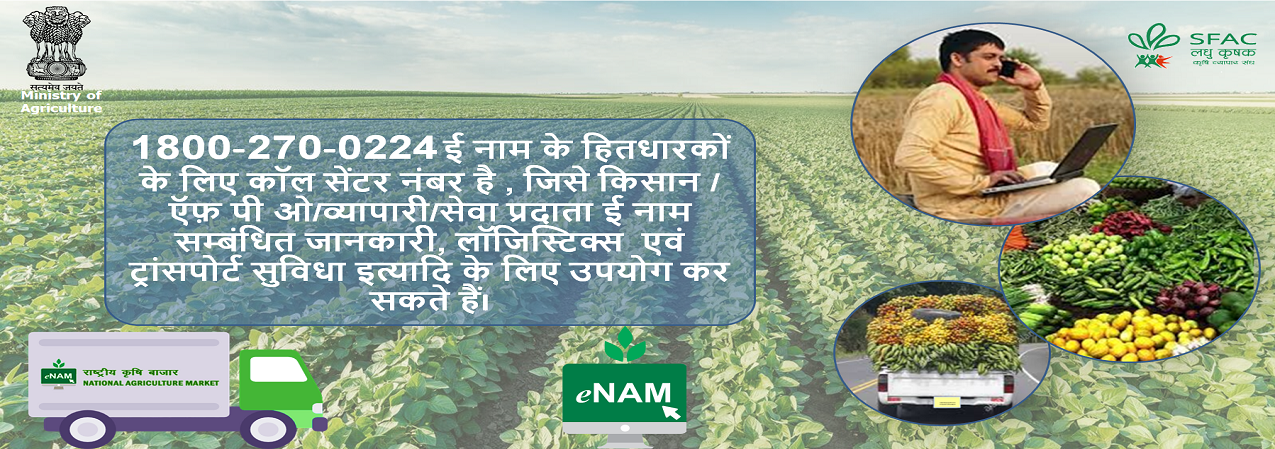 सत्यमेव जयते
Ministry of
Agriculture
SFAC
लघु कृषक
कृषि व्यापार संघ
1800-270-0224 ई नाम के हितधारकों
के लिए कॉल सेंटर नंबर है , जिसे किसान /
ऍफ़ पी ओ/व्यापारी/सेवा प्रदाता ई नाम
सम्बंधित जानकारी, लॉजिस्टिक्स एवं
ट्रांसपोर्ट सुविधा इत्यादि के लिए उपयोग कर
सकते हैं।
eNAM
राष्ट्रीय कृषि बाजार
NATIONAL AGRICULTURE MARKET
eNAM